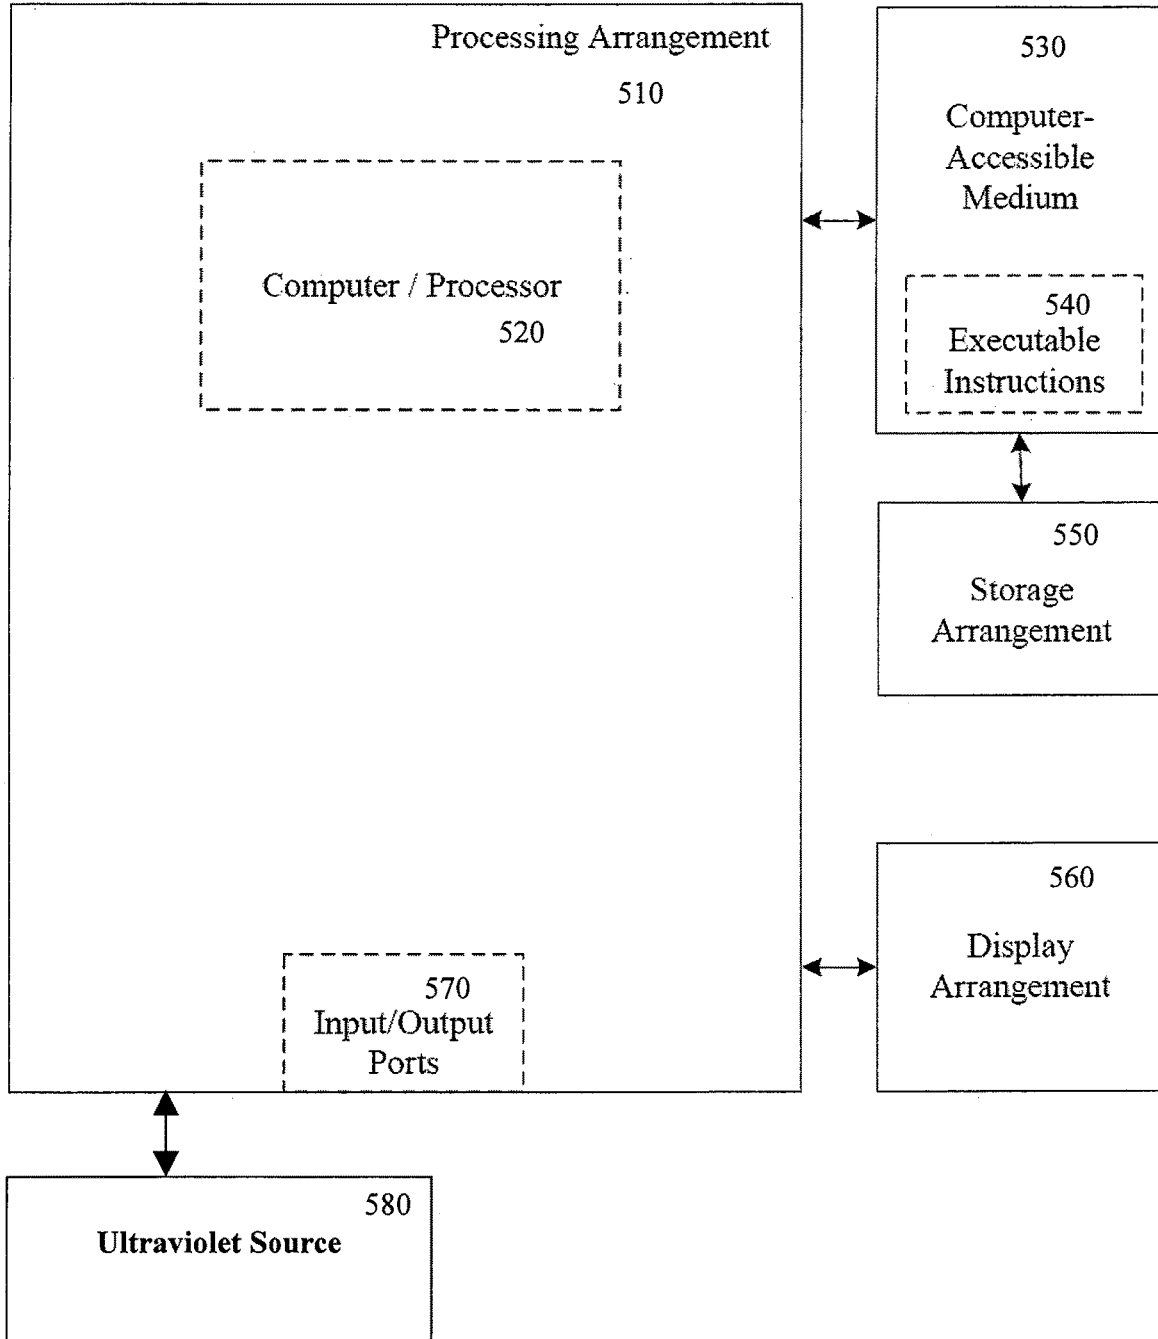 Processing Arrangement
510
Computer / Processor
520
530
Computer-
Accessible
Medium
540
Executable
Instructions
550
Storage
Arrangement
560
Display
Arrangement
570
Input/Output
Ports
580
Ultraviolet Source